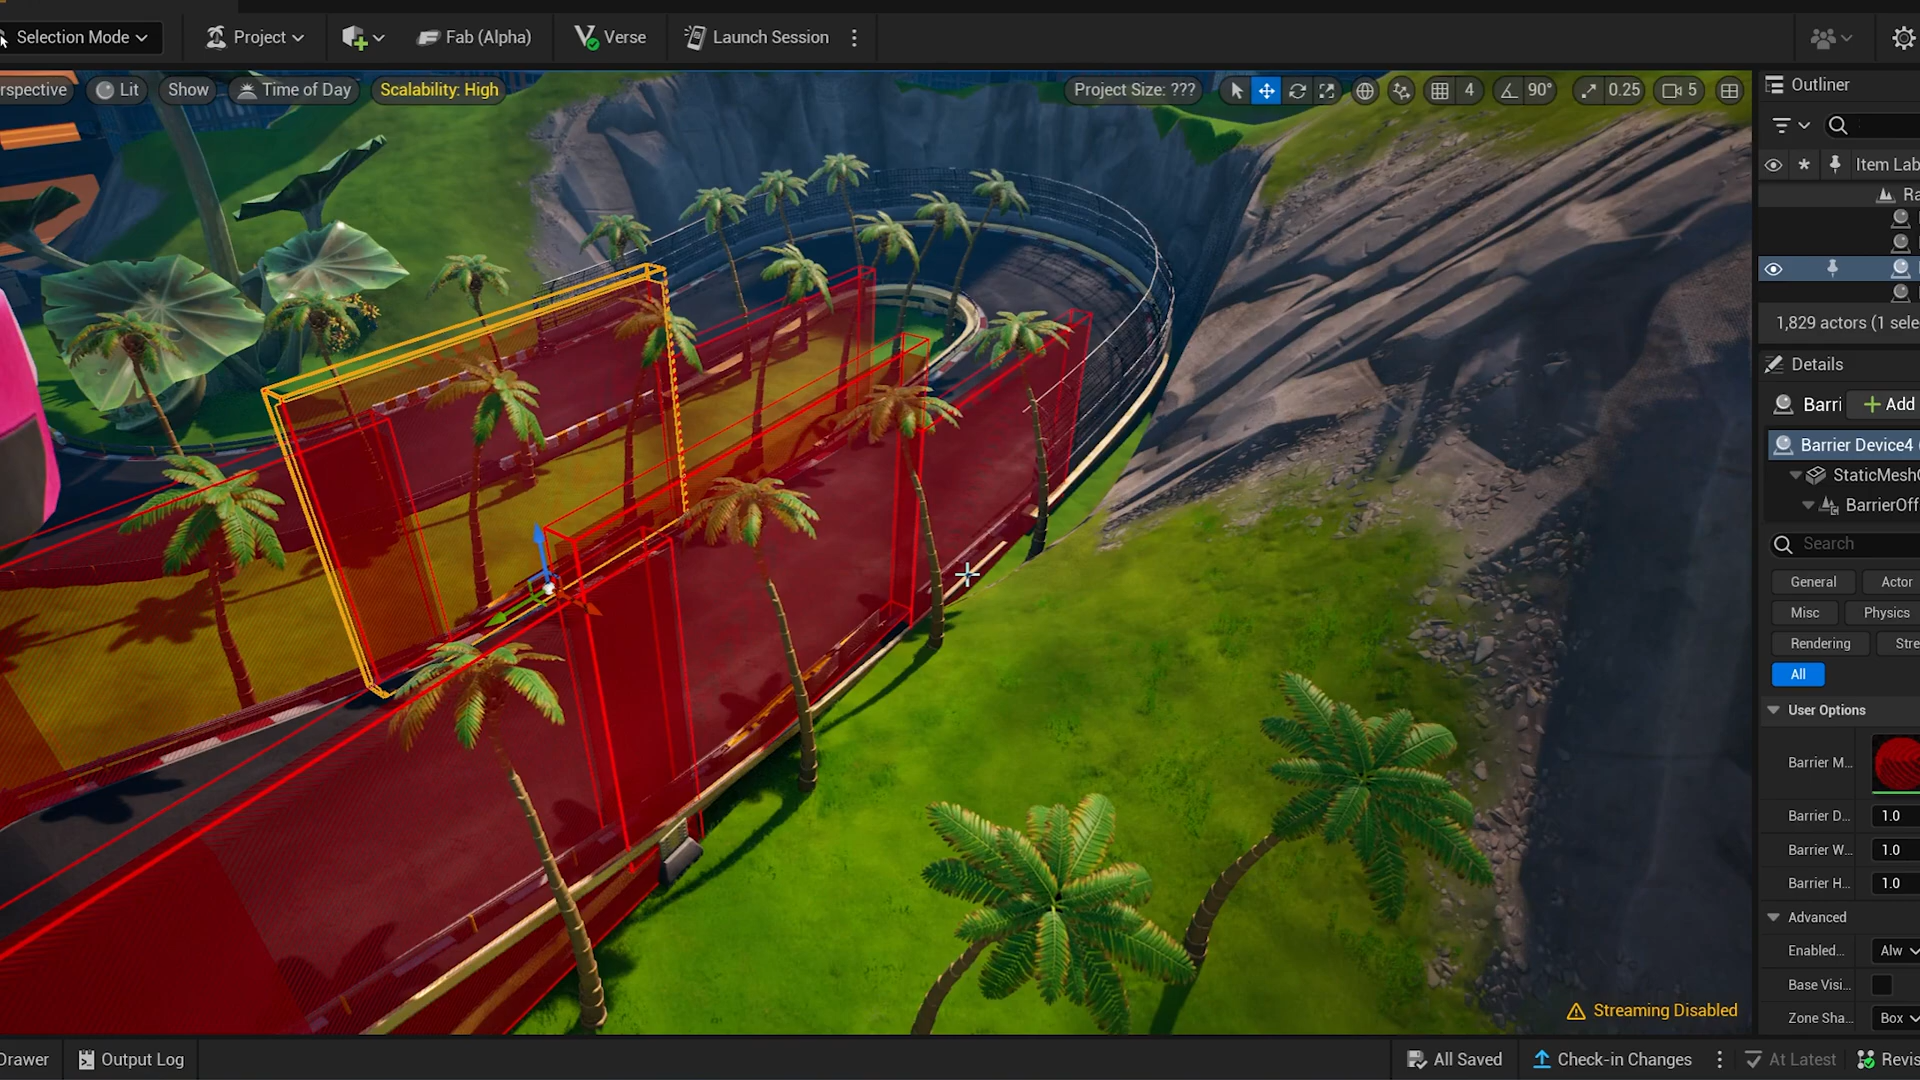 Selection Mode
Project
Fab (Alpha)
Verse
Launch Session
rspective
Lit
Show
Time of Day
Scalability: High
Project Size: ???
4
90°
0.25
5
Outliner
Item Lab
Ra
1,829 actors (1 sele
Details
Barri
Add
Barrier Device4 (
StaticMeshC
BarrierOff
Search
General
Actor
Misc
Physics
Rendering
Stre
All
User Options
Barrier M...
Barrier D...
1.0
Barrier W...
1.0
Barrier H...
1.0
Advanced
Enabled...
Alw
Base Visi...
Zone Sha...
Box
Streaming Disabled
Drawer
Output Log
All Saved
Check-in Changes
At Latest
Revis